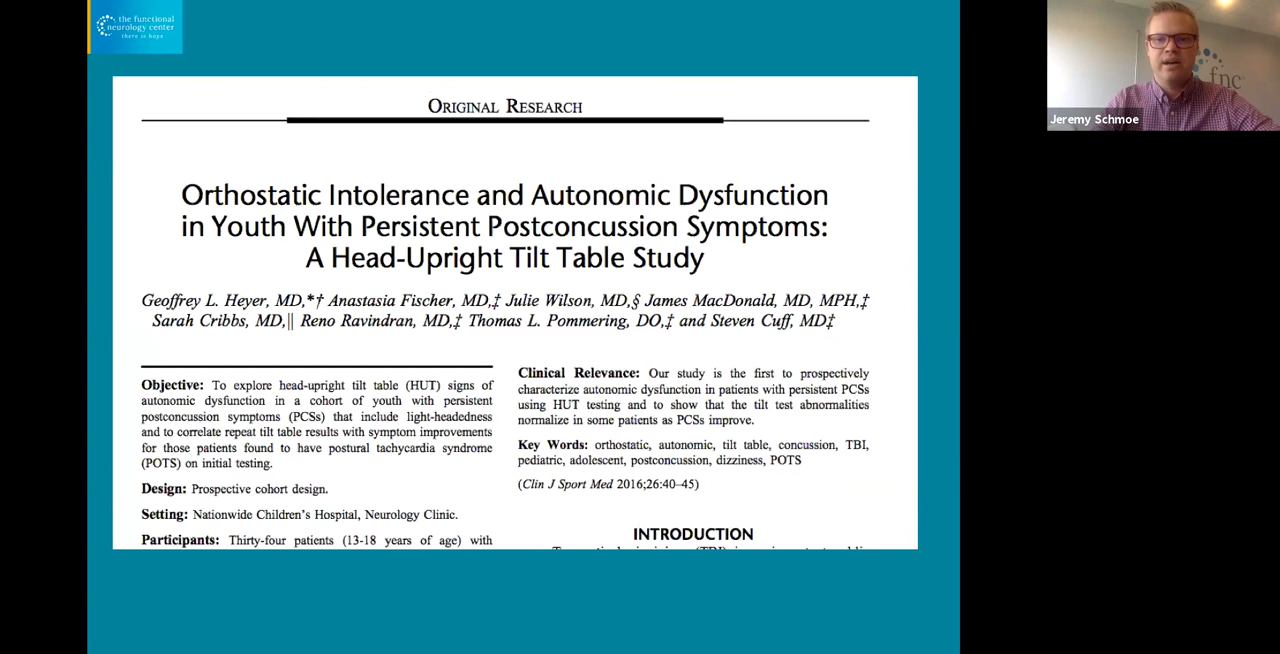 the functional
neurology center
there is hope
ORIGINAL RESEARCH
Orthostatic Intolerance and Autonomic Dysfunction
in Youth With Persistent Postconcussion Symptoms:
A Head-Upright Tilt Table Study
Geoffrey L. Heyer, MD,*† Anastasia Fischer, MD,‡ Julie Wilson, MD,§ James MacDonald, MD, MPH,‡
Sarah Cribbs, MD,|| Reno Ravindran, MD,‡ Thomas L. Pommering, DO,‡ and Steven Cuff, MD‡
Objective: To explore head-upright tilt table (HUT) signs of
autonomic dysfunction in a cohort of youth with persistent
postconcussion symptoms (PCSs) that include light-headedness
and to correlate repeat tilt table results with symptom improvements
for those patients found to have postural tachycardia syndrome
(POTS) on initial testing.
Design: Prospective cohort design.
Setting: Nationwide Children's Hospital, Neurology Clinic.
Participants: Thirty-four patients (13-18 years of age) with
Clinical Relevance: Our study is the first to prospectively
characterize autonomic dysfunction in patients with persistent PCSs
using HUT testing and to show that the tilt test abnormalities
normalize in some patients as PCSs improve.
Key Words: orthostatic, autonomic, tilt table, concussion, TBI,
pediatric, adolescent, postconcussion, dizziness, POTS
(Clin J Sport Med 2016;26:40–45)
INTRODUCTION
fnc
Jeremy Schmoe